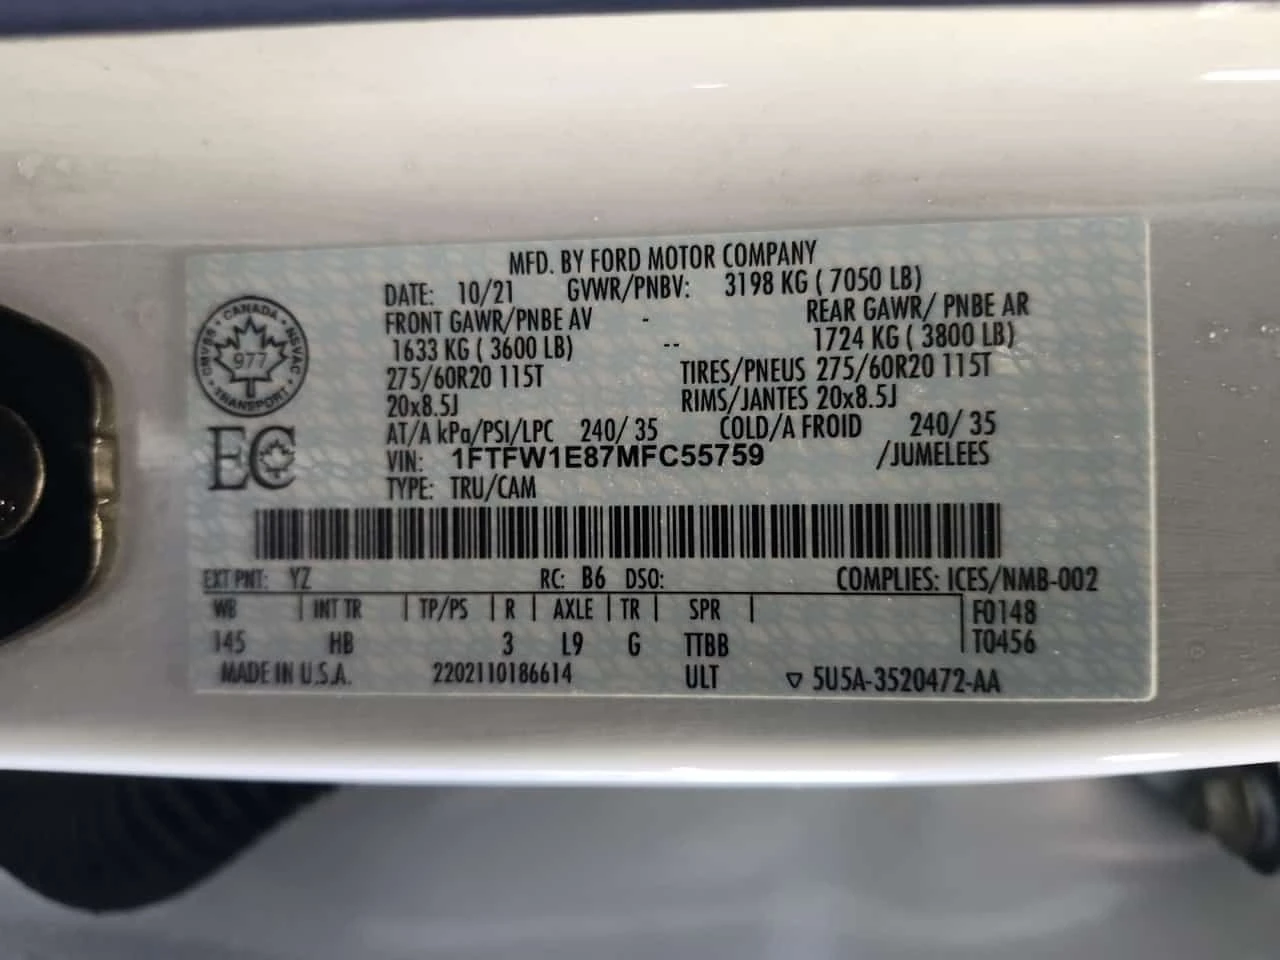 MFD. BY FORD MOTOR COMPANY
DATE: 10/21 GVWR/PNBV: 3198 KG ( 7050 LB)
FRONT GAWR/PNBE AV - REAR GAWR/ PNBE AR
1633 KG ( 3600 LB) -- 1724 KG ( 3800 LB)
275/60R20 115T TIRES/PNEUS 275/60R20 115T
20x8.5J RIMS/JANTES 20x8.5J
AT/A kPa/PSI/LPC 240/ 35 COLD/A FROID 240/ 35
VIN: 1FTFW1E87MFC55759 /JUMELEES
TYPE: TRU/CAM
CANADA
CMVSS NSVAC
977
TRANSPORT
EC
EXT PNT: YZ RC: B6 DSO: COMPLIES: ICES/NMB-002
WB | INT TR | TP/PS | R | AXLE | TR | SPR | F0148
145 HB 3 L9 G TTBB T0456
MADE IN U.S.A. 2202110186614 ULT ▽ 5U5A-3520472-AA